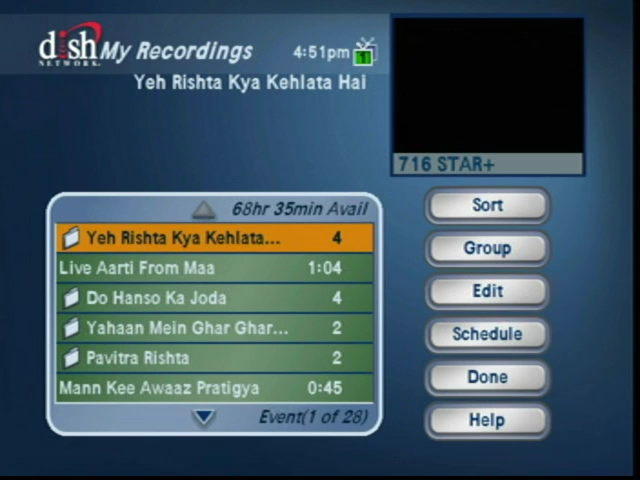 dish
NETWORK
My Recordings
4:51pm
1
Yeh Rishta Kya Kehlata Hai
716 STAR+
68hr 35min Avail
Yeh Rishta Kya Kehlata... 4
Live Aarti From Maa 1:04
Do Hanso Ka Joda 4
Yahaan Mein Ghar Ghar... 2
Pavitra Rishta 2
Mann Kee Awaaz Pratigya 0:45
Event(1 of 28)
Sort
Group
Edit
Schedule
Done
Help